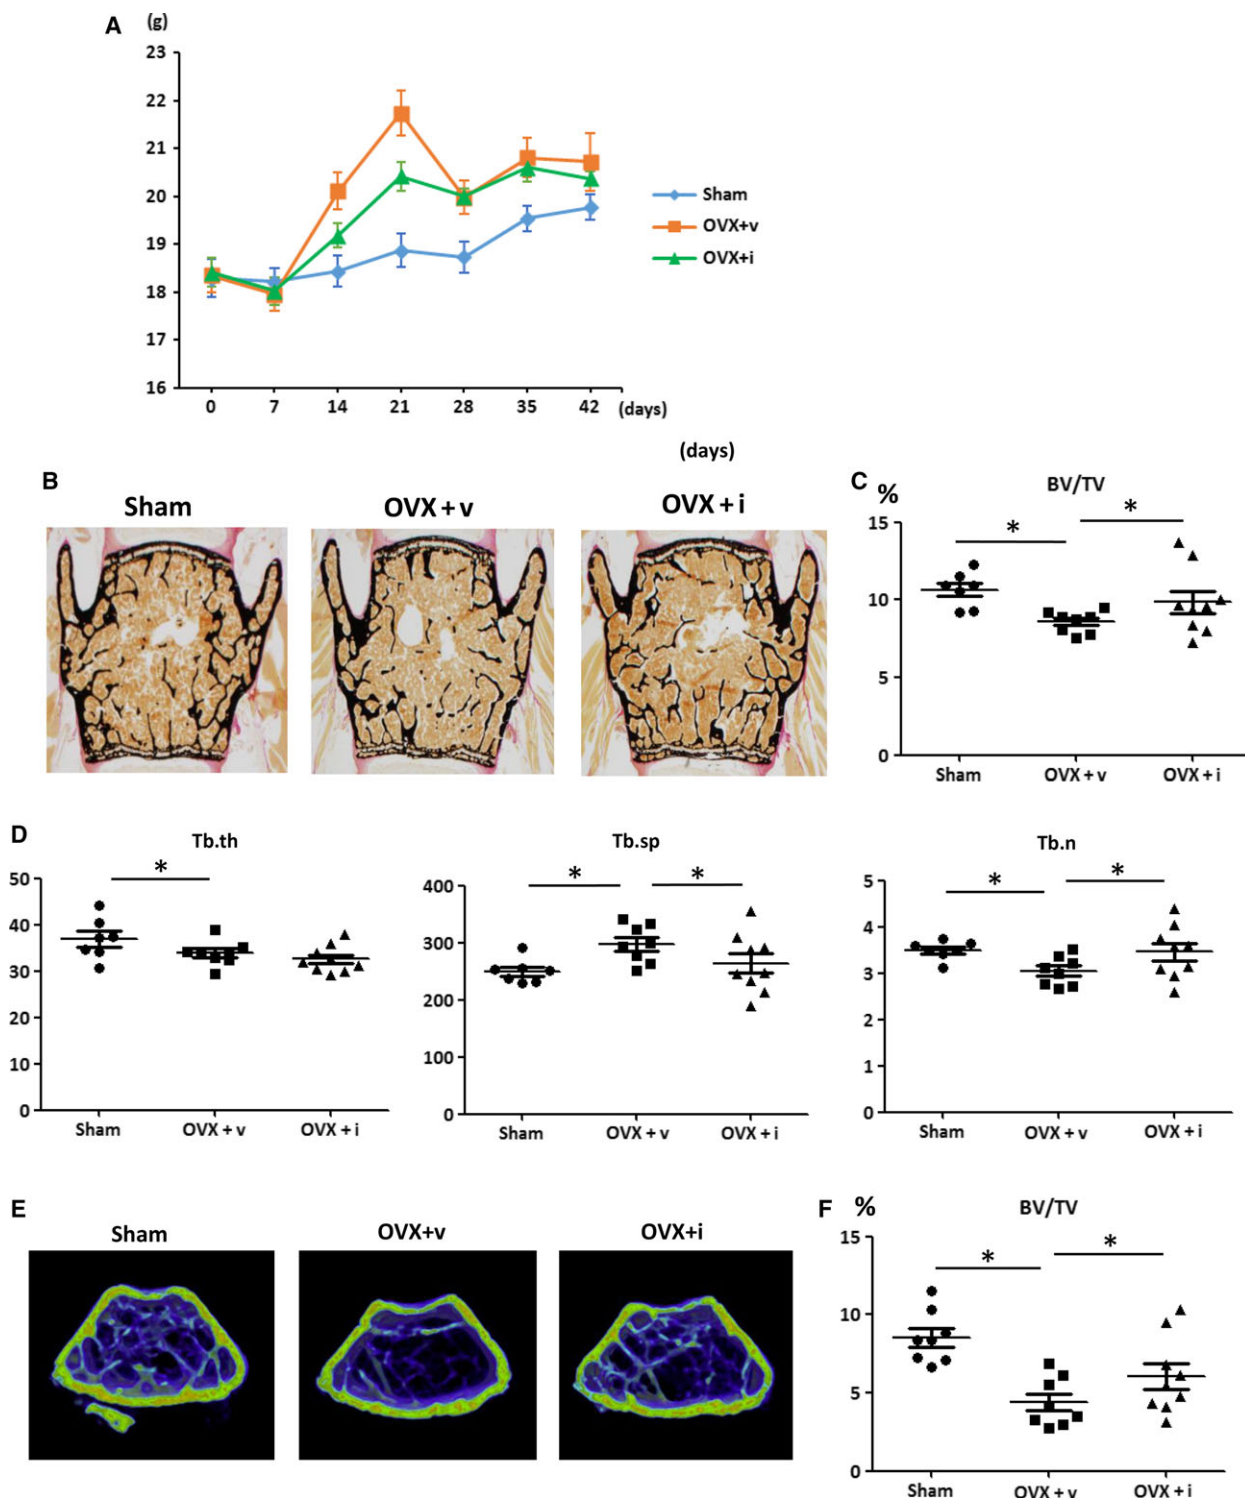 A (g)
23
22
21
20
19
18
17
16
0 7 14 21 28 35 42 (days)
Sham
OVX+v
OVX+i
(days)
B
Sham OVX + v OVX + i
C % BV/TV
* *
15
10
5
0
Sham OVX + v OVX + i
D
Tb.th
*
50
40
30
20
10
0
Sham OVX + v OVX + i
Tb.sp
* *
400
300
200
100
0
Sham OVX + v OVX + i
Tb.n
* *
5
4
3
2
1
0
Sham OVX + v OVX + i
E
Sham OVX+v OVX+i
F % BV/TV
* *
15
10
5
0
Sham OVX + v OVX + i